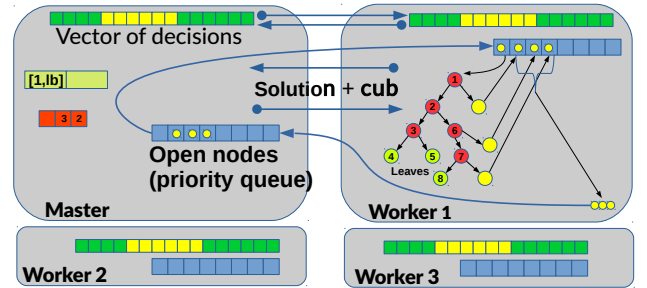 Vector of decisions
[1,lb]
3 2
Open nodes
(priority queue)
Master
Solution + cub
1
2
3 6
4 5 7
Leaves 8
Worker 1
Worker 2
Worker 3